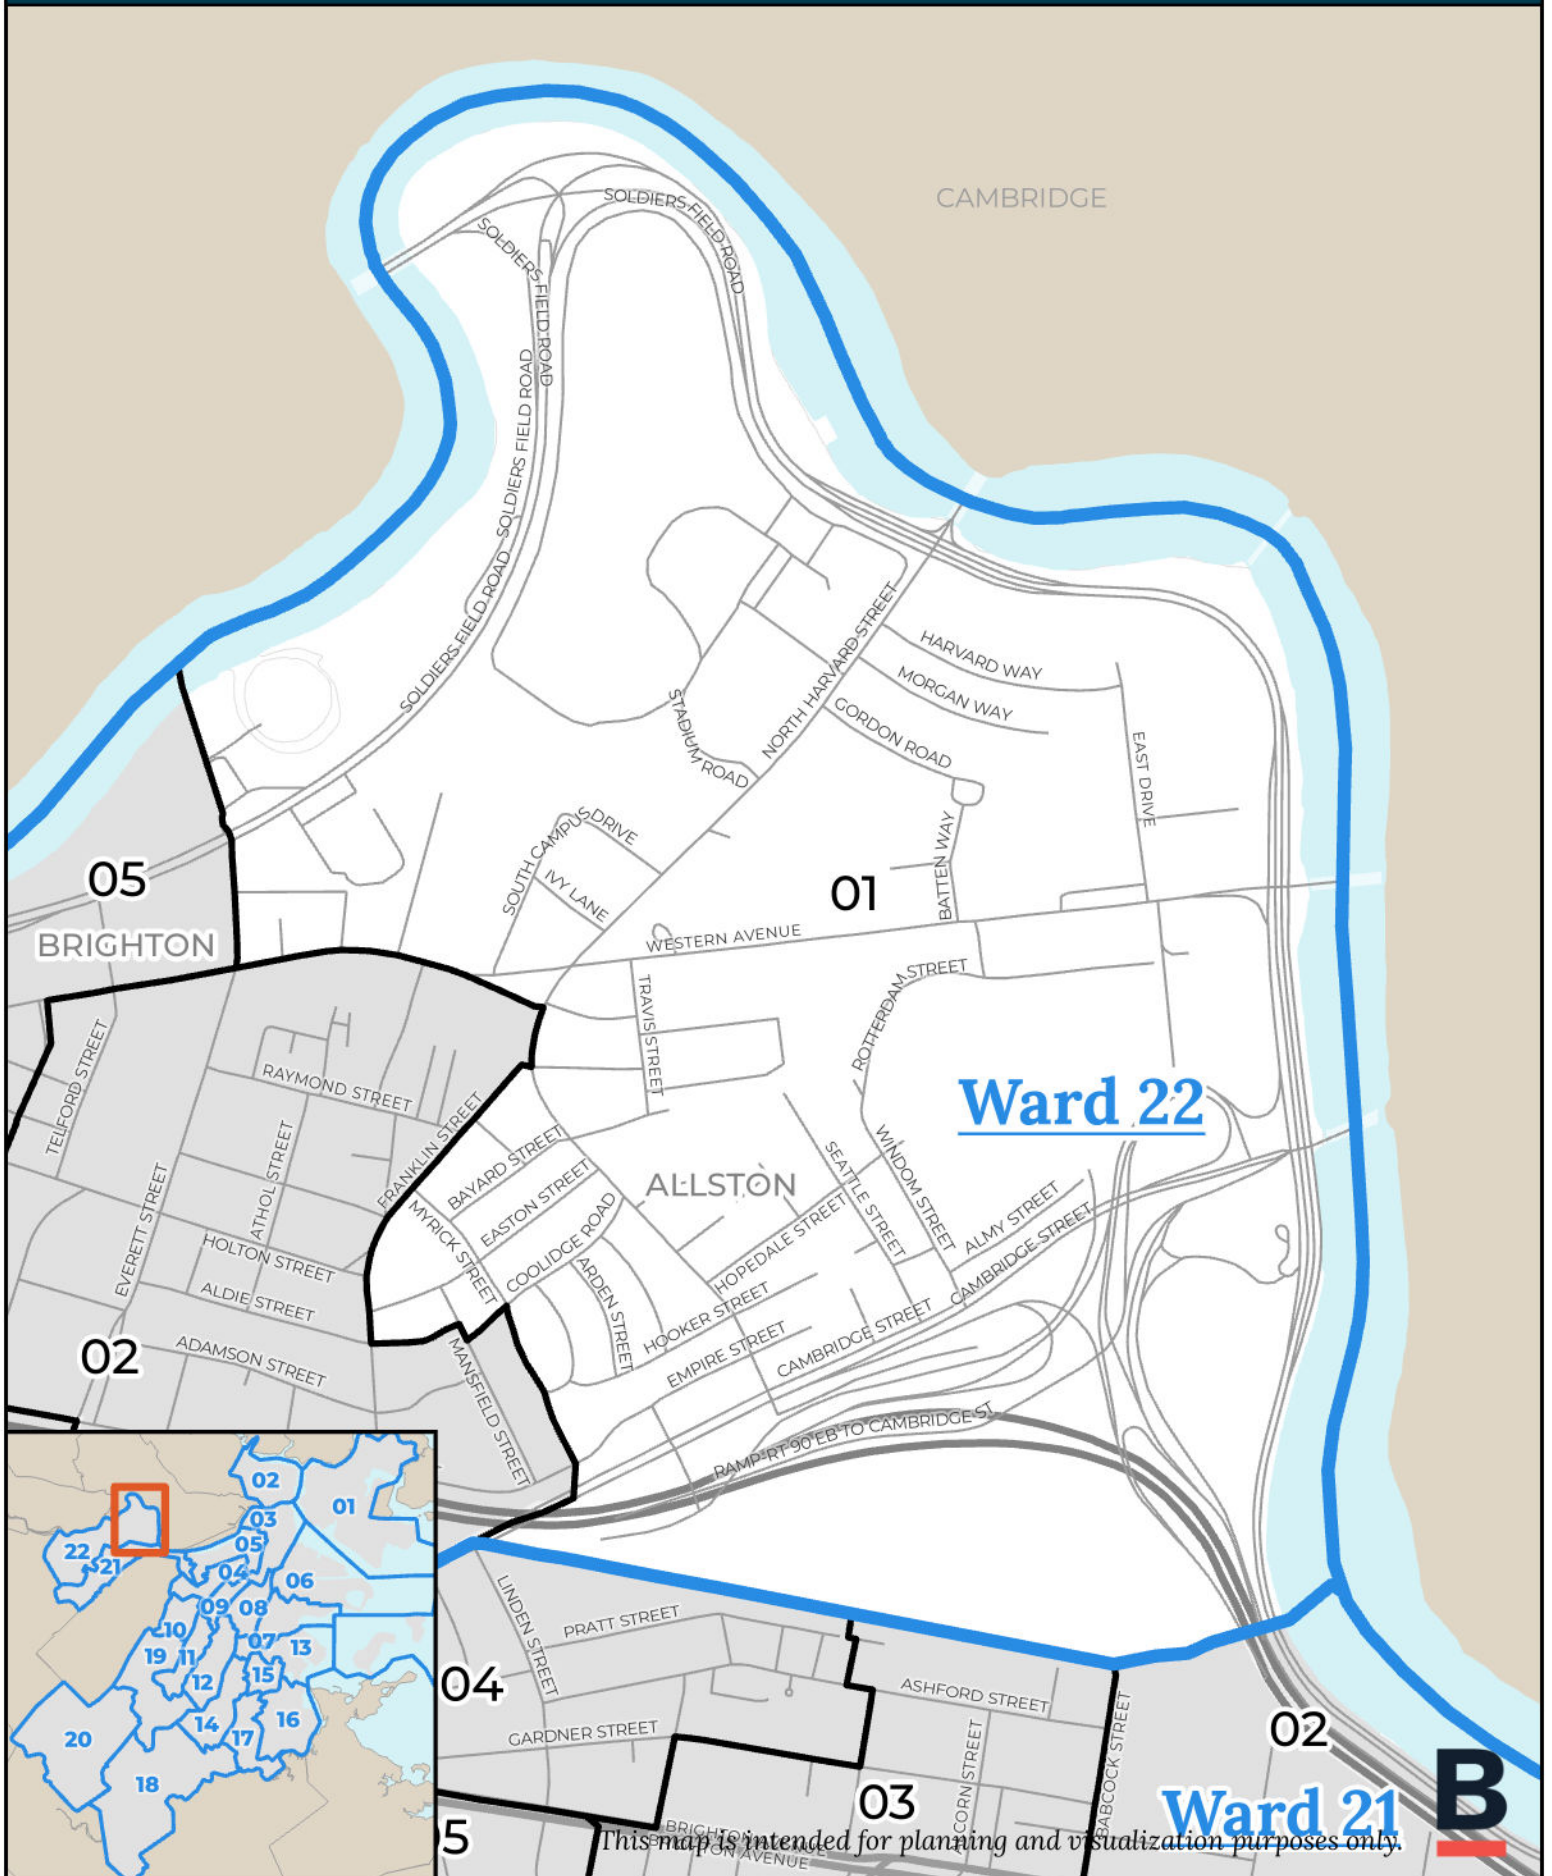 CAMBRIDGE
SOLDIERS FIELD ROAD
SOLDIERS FIELD ROAD
SOLDIERS FIELD ROAD
SOLDIERS FIELD ROAD
NORTH HARVARD STREET
HARVARD WAY
MORGAN WAY
GORDON ROAD
STADIUM ROAD
EAST DRIVE
SOUTH CAMPUS DRIVE
IVY LANE
BATTEN WAY
05
01
BRIGHTON
WESTERN AVENUE
TRAVIS STREET
ROTTERDAM STREET
TELFORD STREET
RAYMOND STREET
FRANKLIN STREET
Ward 22
ATHOL STREET
BAYARD STREET
EASTON STREET
ALLSTON
SEATTLE STREET
WINDOM STREET
EVERETT STREET
MYRICK STREET
COOLIDGE ROAD
HOPEDALE STREET
ALMY STREET
CAMBRIDGE STREET
HOLTON STREET
ALDIE STREET
ARDEN STREET
HOOKER STREET
02
ADAMSON STREET
EMPIRE STREET
CAMBRIDGE STREET
MANSFIELD STREET
RAMP-RT 90 EB TO CAMBRIDGE ST
02
01
03
05
22
21
04
06
09
08
10
07
13
19
11
12
15
14
16
17
20
18
LINDEN STREET
PRATT STREET
04
ASHFORD STREET
GARDNER STREET
BABCOCK STREET
02
03
ACORN STREET
Ward 21
B
5
BRIGHTON AVENUE
BRIGHTON AVENUE
This map is intended for planning and visualization purposes only.